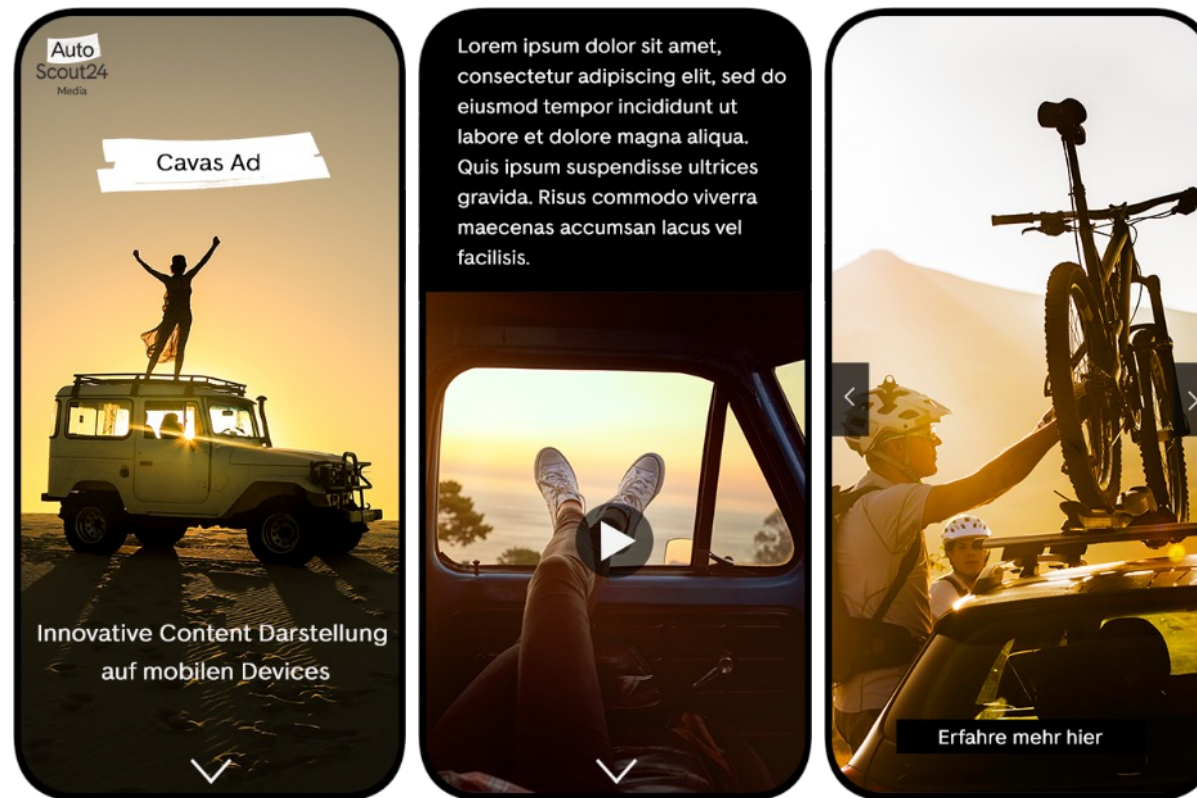 Auto
Scout24
Media
Cavas Ad
Innovative Content Darstellung
auf mobilen Devices
Lorem ipsum dolor sit amet,
consectetur adipiscing elit, sed do
eiusmod tempor incididunt ut
labore et dolore magna aliqua.
Quis ipsum suspendisse ultrices
gravida. Risus commodo viverra
maecenas accumsan lacus vel
facilisis.
Erfahre mehr hier